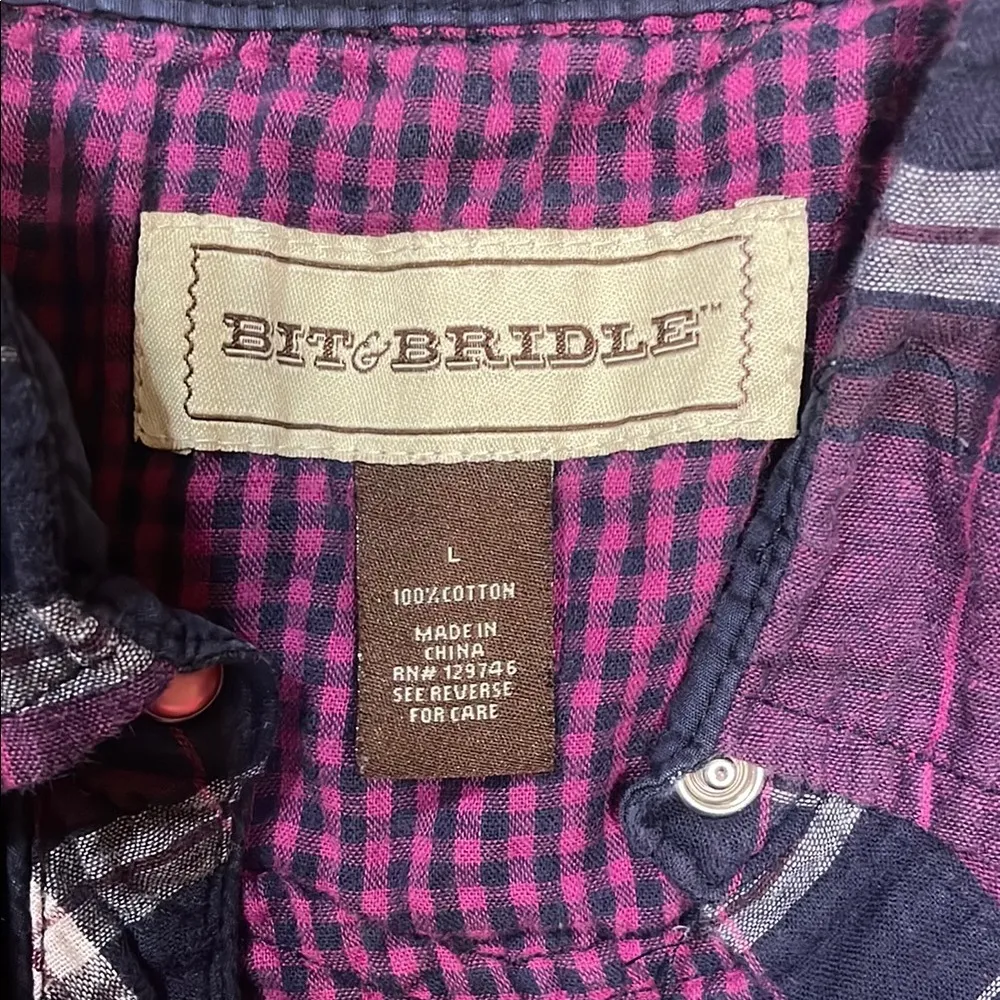 BIT & BRIDLE™
L
100% COTTON
MADE IN
CHINA
RN# 129746
SEE REVERSE
FOR CARE